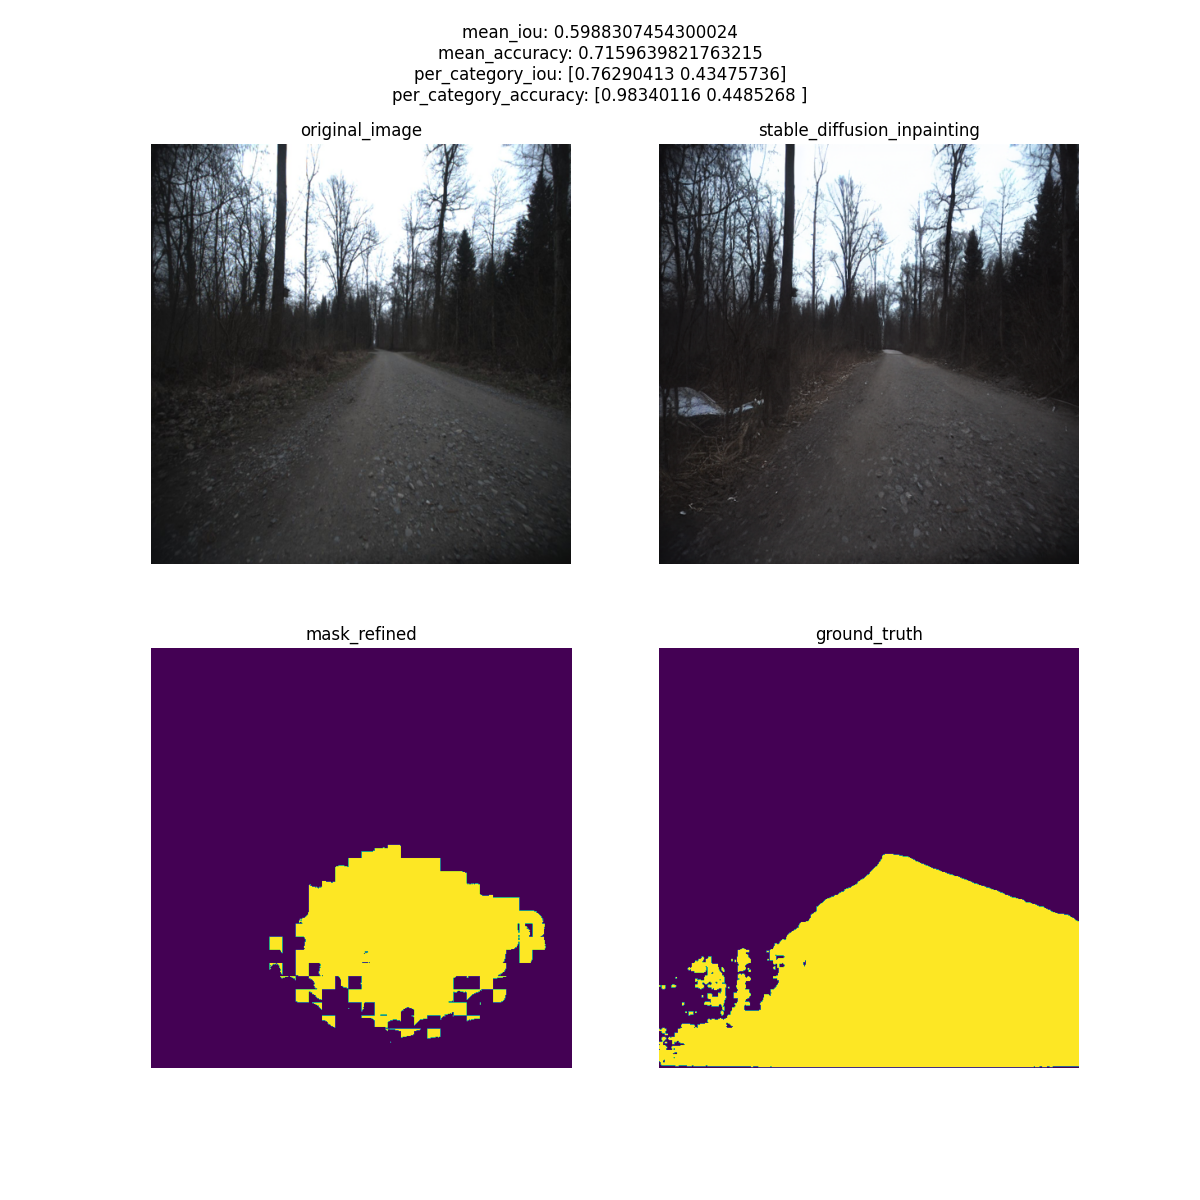 mean_iou: 0.5988307454300024
mean_accuracy: 0.7159639821763215
per_category_iou: [0.76290413 0.43475736]
per_category_accuracy: [0.98340116 0.4485268 ]
original_image
stable_diffusion_inpainting
mask_refined
ground_truth